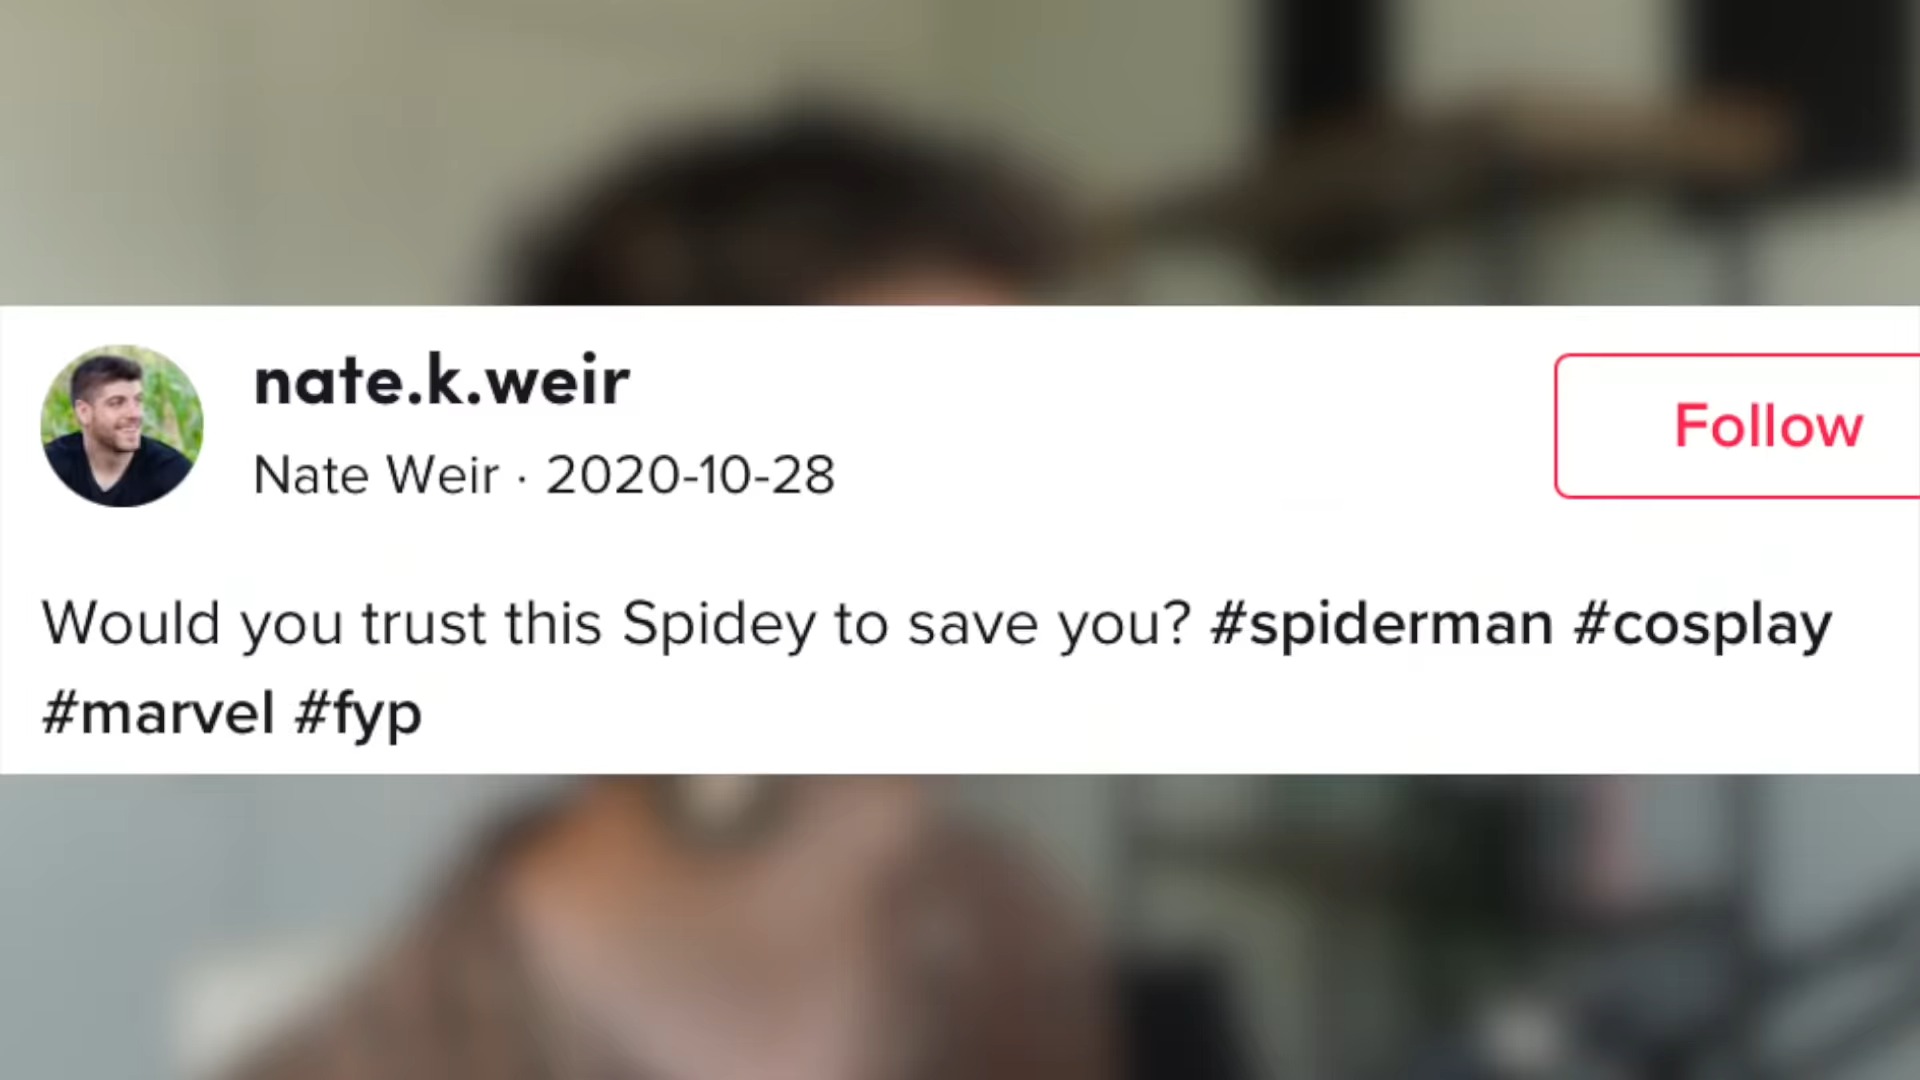 nate.k.weir
Nate Weir · 2020-10-28
Follow
Would you trust this Spidey to save you? #spiderman #cosplay
#marvel #fyp